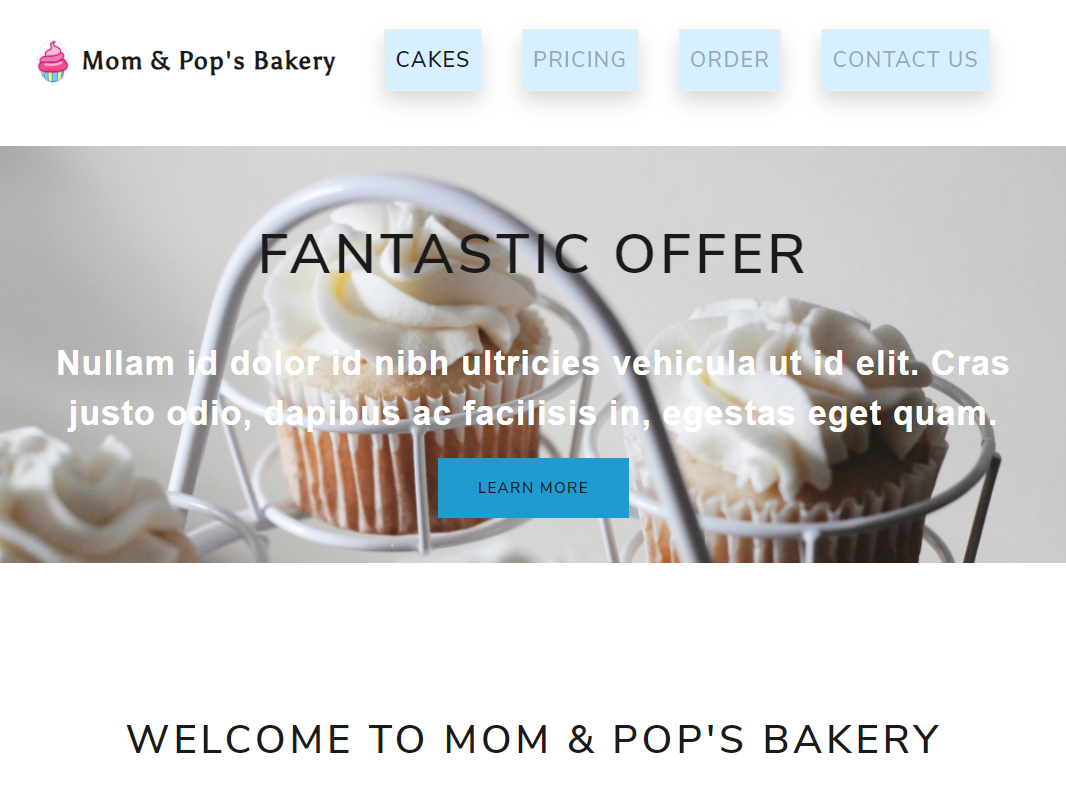 Mom & Pop's Bakery
CAKES
PRICING
ORDER
CONTACT US
FANTASTIC OFFER
Nullam id dolor id nibh ultricies vehicula ut id elit. Cras
justo odio, dapibus ac facilisis in, egestas eget quam.
LEARN MORE
WELCOME TO MOM & POP'S BAKERY